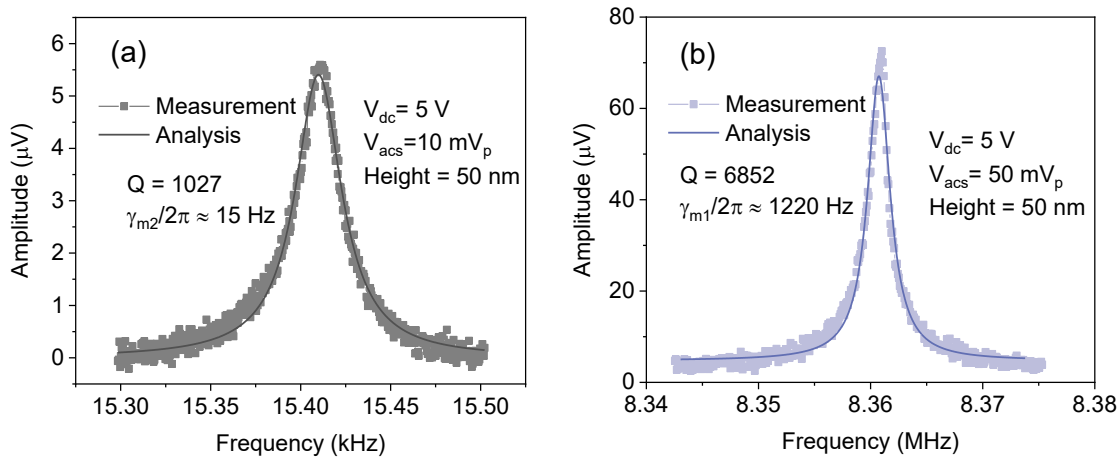 (a)
Measurement
Analysis
V_dc= 5 V
V_acs=10 mV_p
Height = 50 nm
Q = 1027
γ_m2/2π ≈ 15 Hz
Amplitude (μV)
6
5
4
3
2
1
0
15.30 15.35 15.40 15.45 15.50
Frequency (kHz)
(b)
Measurement
Analysis
V_dc= 5 V
V_acs= 50 mV_p
Height = 50 nm
Q = 6852
γ_m1/2π ≈ 1220 Hz
Amplitude (μV)
80
60
40
20
0
8.34 8.35 8.36 8.37 8.38
Frequency (MHz)